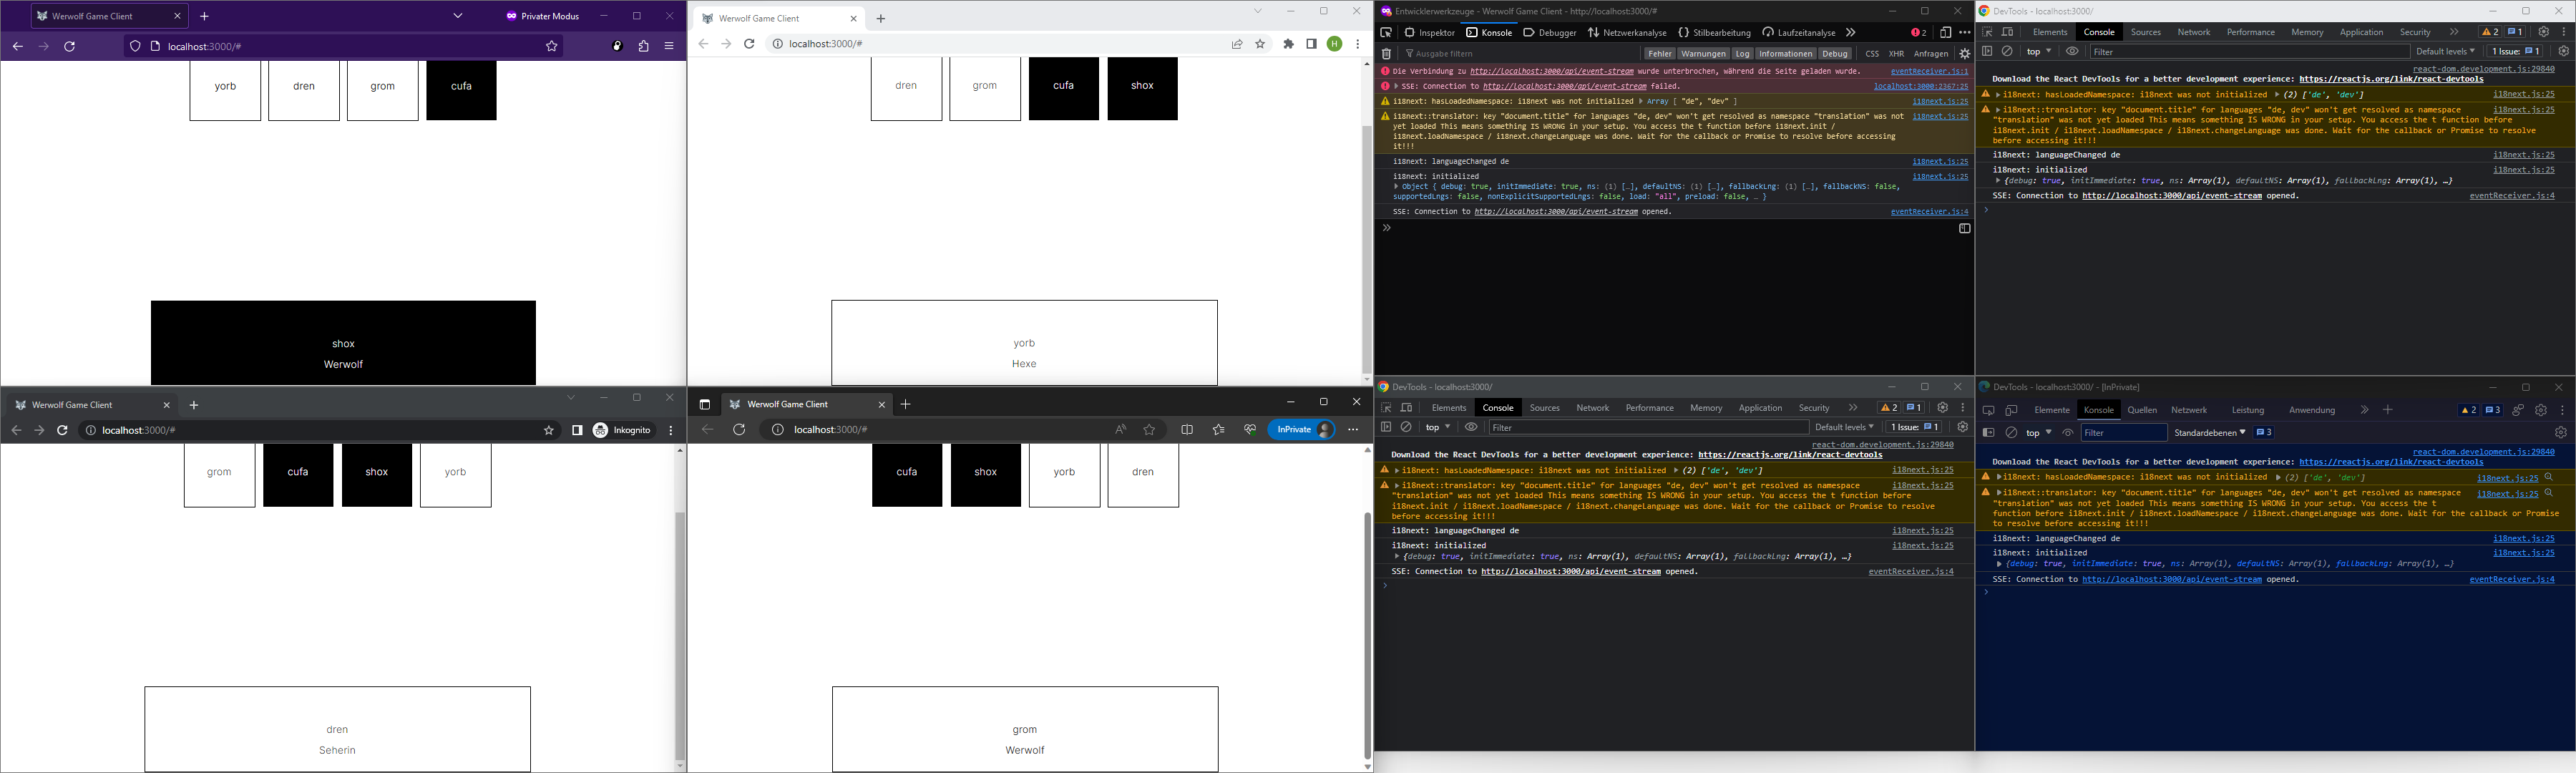 Werwolf Game Client
Privater Modus
localhost:3000/#
yorb
dren
grom
cufa
shox
Werwolf
Werwolf Game Client
localhost:3000/#
H
dren
grom
cufa
shox
yorb
Hexe
Werwolf Game Client
localhost:3000/#
Inkognito
grom
cufa
shox
yorb
dren
Seherin
Werwolf Game Client
localhost:3000/#
InPrivate
cufa
shox
yorb
dren
grom
Werwolf
Entwicklerwerkzeuge - Werwolf Game Client - http://localhost:3000/#
Inspektor Konsole Debugger Netzwerkanalyse Stilbearbeitung Laufzeitanalyse 2
Ausgabe filtern Fehler Warnungen Log Informationen Debug CSS XHR Anfragen
Die Verbindung zu http://localhost:3000/api/event-stream wurde unterbrochen, während die Seite geladen wurde. eventReceiver.js:1
SSE: Connection to http://localhost:3000/api/event-stream failed. localhost:3000:2367:25
i18next: hasLoadedNamespace: i18next was not initialized Array [ "de", "dev" ] i18next.js:25
i18next::translator: key "document.title" for languages "de, dev" won't get resolved as namespace "translation" was not i18next.js:25
yet loaded This means something IS WRONG in your setup. You access the t function before i18next.init /
i18next.loadNamespace / i18next.changeLanguage was done. Wait for the callback or Promise to resolve before accessing
it!!!
i18next: languageChanged de i18next.js:25
i18next: initialized i18next.js:25
Object { debug: true, initImmediate: true, ns: (1) […], defaultNS: (1) […], fallbackLng: (1) […], fallbackNS: false,
supportedLngs: false, nonExplicitSupportedLngs: false, load: "all", preload: false, … }
SSE: Connection to http://localhost:3000/api/event-stream opened. eventReceiver.js:4
DevTools - localhost:3000/
Elements Console Sources Network Performance Memory Application Security 2 1
top Filter Default levels 1 Issue: 1
react-dom.development.js:29840
Download the React DevTools for a better development experience: https://reactjs.org/link/react-devtools
i18next: hasLoadedNamespace: i18next was not initialized (2) ['de', 'dev'] i18next.js:25
i18next::translator: key "document.title" for languages "de, dev" won't get resolved as namespace i18next.js:25
"translation" was not yet loaded This means something IS WRONG in your setup. You access the t function before
i18next.init / i18next.loadNamespace / i18next.changeLanguage was done. Wait for the callback or Promise to resolve
before accessing it!!!
i18next: languageChanged de i18next.js:25
i18next: initialized i18next.js:25
{debug: true, initImmediate: true, ns: Array(1), defaultNS: Array(1), fallbackLng: Array(1), …}
SSE: Connection to http://localhost:3000/api/event-stream opened. eventReceiver.js:4
DevTools - localhost:3000/
Elements Console Sources Network Performance Memory Application Security 2 1
top Filter Default levels 1 Issue: 1
react-dom.development.js:29840
Download the React DevTools for a better development experience: https://reactjs.org/link/react-devtools
i18next: hasLoadedNamespace: i18next was not initialized (2) ['de', 'dev'] i18next.js:25
i18next::translator: key "document.title" for languages "de, dev" won't get resolved as namespace i18next.js:25
"translation" was not yet loaded This means something IS WRONG in your setup. You access the t function before
i18next.init / i18next.loadNamespace / i18next.changeLanguage was done. Wait for the callback or Promise to resolve
before accessing it!!!
i18next: languageChanged de i18next.js:25
i18next: initialized i18next.js:25
{debug: true, initImmediate: true, ns: Array(1), defaultNS: Array(1), fallbackLng: Array(1), …}
SSE: Connection to http://localhost:3000/api/event-stream opened. eventReceiver.js:4
DevTools - localhost:3000/ - [InPrivate]
Elemente Konsole Quellen Netzwerk Leistung Anwendung 2 3
top Filter Standardebenen 3
react-dom.development.js:29840
Download the React DevTools for a better development experience: https://reactjs.org/link/react-devtools
i18next: hasLoadedNamespace: i18next was not initialized (2) ['de', 'dev'] i18next.js:25
i18next::translator: key "document.title" for languages "de, dev" won't get resolved as namespace i18next.js:25
"translation" was not yet loaded This means something IS WRONG in your setup. You access the t
function before i18next.init / i18next.loadNamespace / i18next.changeLanguage was done. Wait for the callback or Promise
to resolve before accessing it!!!
i18next: languageChanged de i18next.js:25
i18next: initialized i18next.js:25
{debug: true, initImmediate: true, ns: Array(1), defaultNS: Array(1), fallbackLng: Array(1), …}
SSE: Connection to http://localhost:3000/api/event-stream opened. eventReceiver.js:4